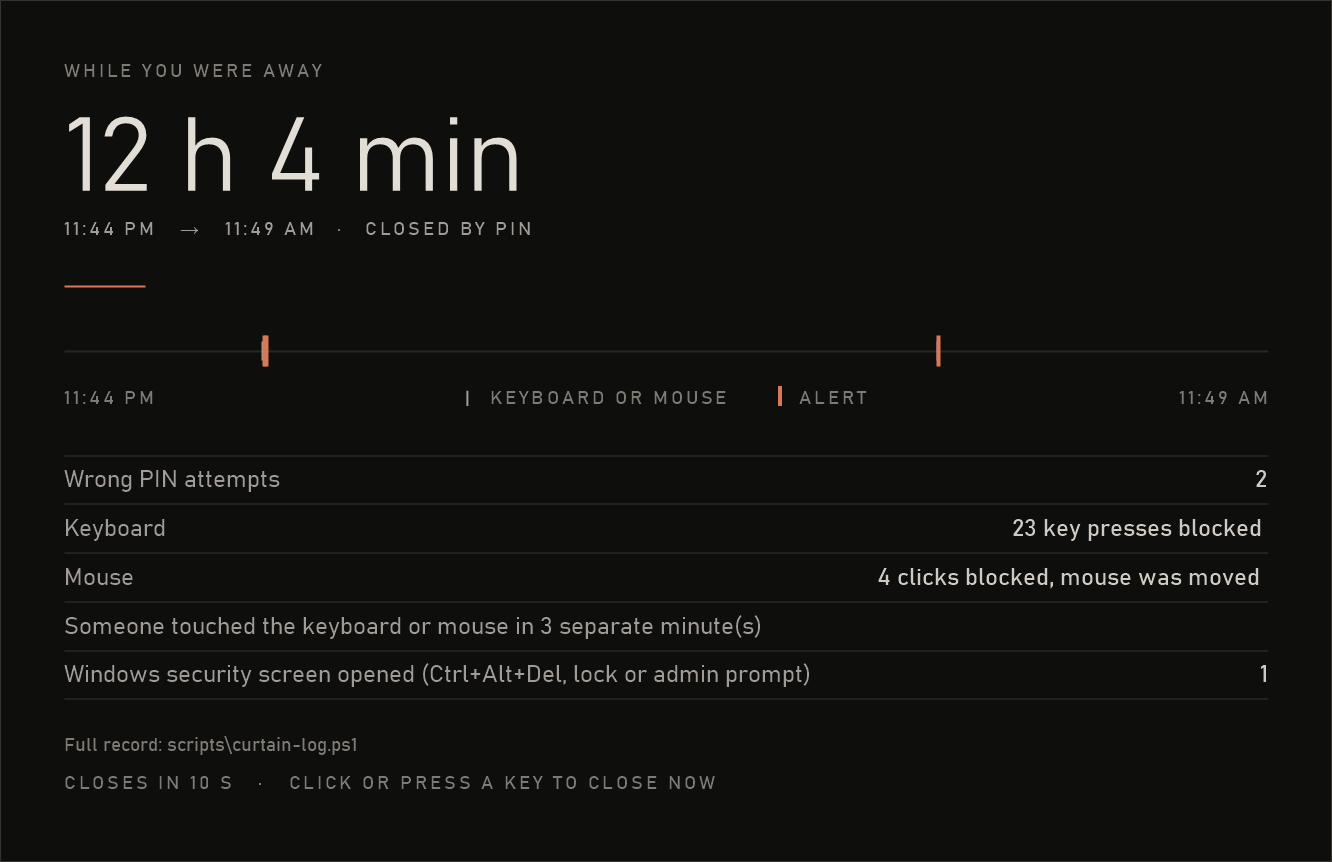 WHILE YOU WERE AWAY
12 h 4 min
11:44 PM → 11:49 AM · CLOSED BY PIN
11:44 PM KEYBOARD OR MOUSE ALERT 11:49 AM
Wrong PIN attempts 2
Keyboard 23 key presses blocked
Mouse 4 clicks blocked, mouse was moved
Someone touched the keyboard or mouse in 3 separate minute(s)
Windows security screen opened (Ctrl+Alt+Del, lock or admin prompt) 1
Full record: scripts\curtain-log.ps1
CLOSES IN 10 S · CLICK OR PRESS A KEY TO CLOSE NOW